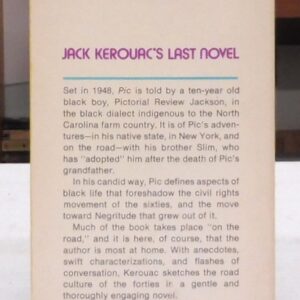 JACK KEROUAC'S LAST NOVEL
Set in 1948, Pic is told by a ten-year old
black boy, Pictorial Review Jackson, in
the black dialect indigenous to the North
Carolina farm country. It is of Pic's adven-
tures—in his native state, in New York, and
on the road—with his brother Slim, who
has "adopted" him after the death of Pic's
grandfather.
In his candid way, Pic defines aspects of
black life that foreshadow the civil rights
movement of the sixties, and the move
toward Negritude that grew out of it.
Much of the book takes place "on the
road," and it is here, of course, that the
author is most at home. With anecdotes,
swift characterizations, and flashes of
conversation, Kerouac sketches the road
culture of the forties in a gentle and
thoroughly engaging novel.